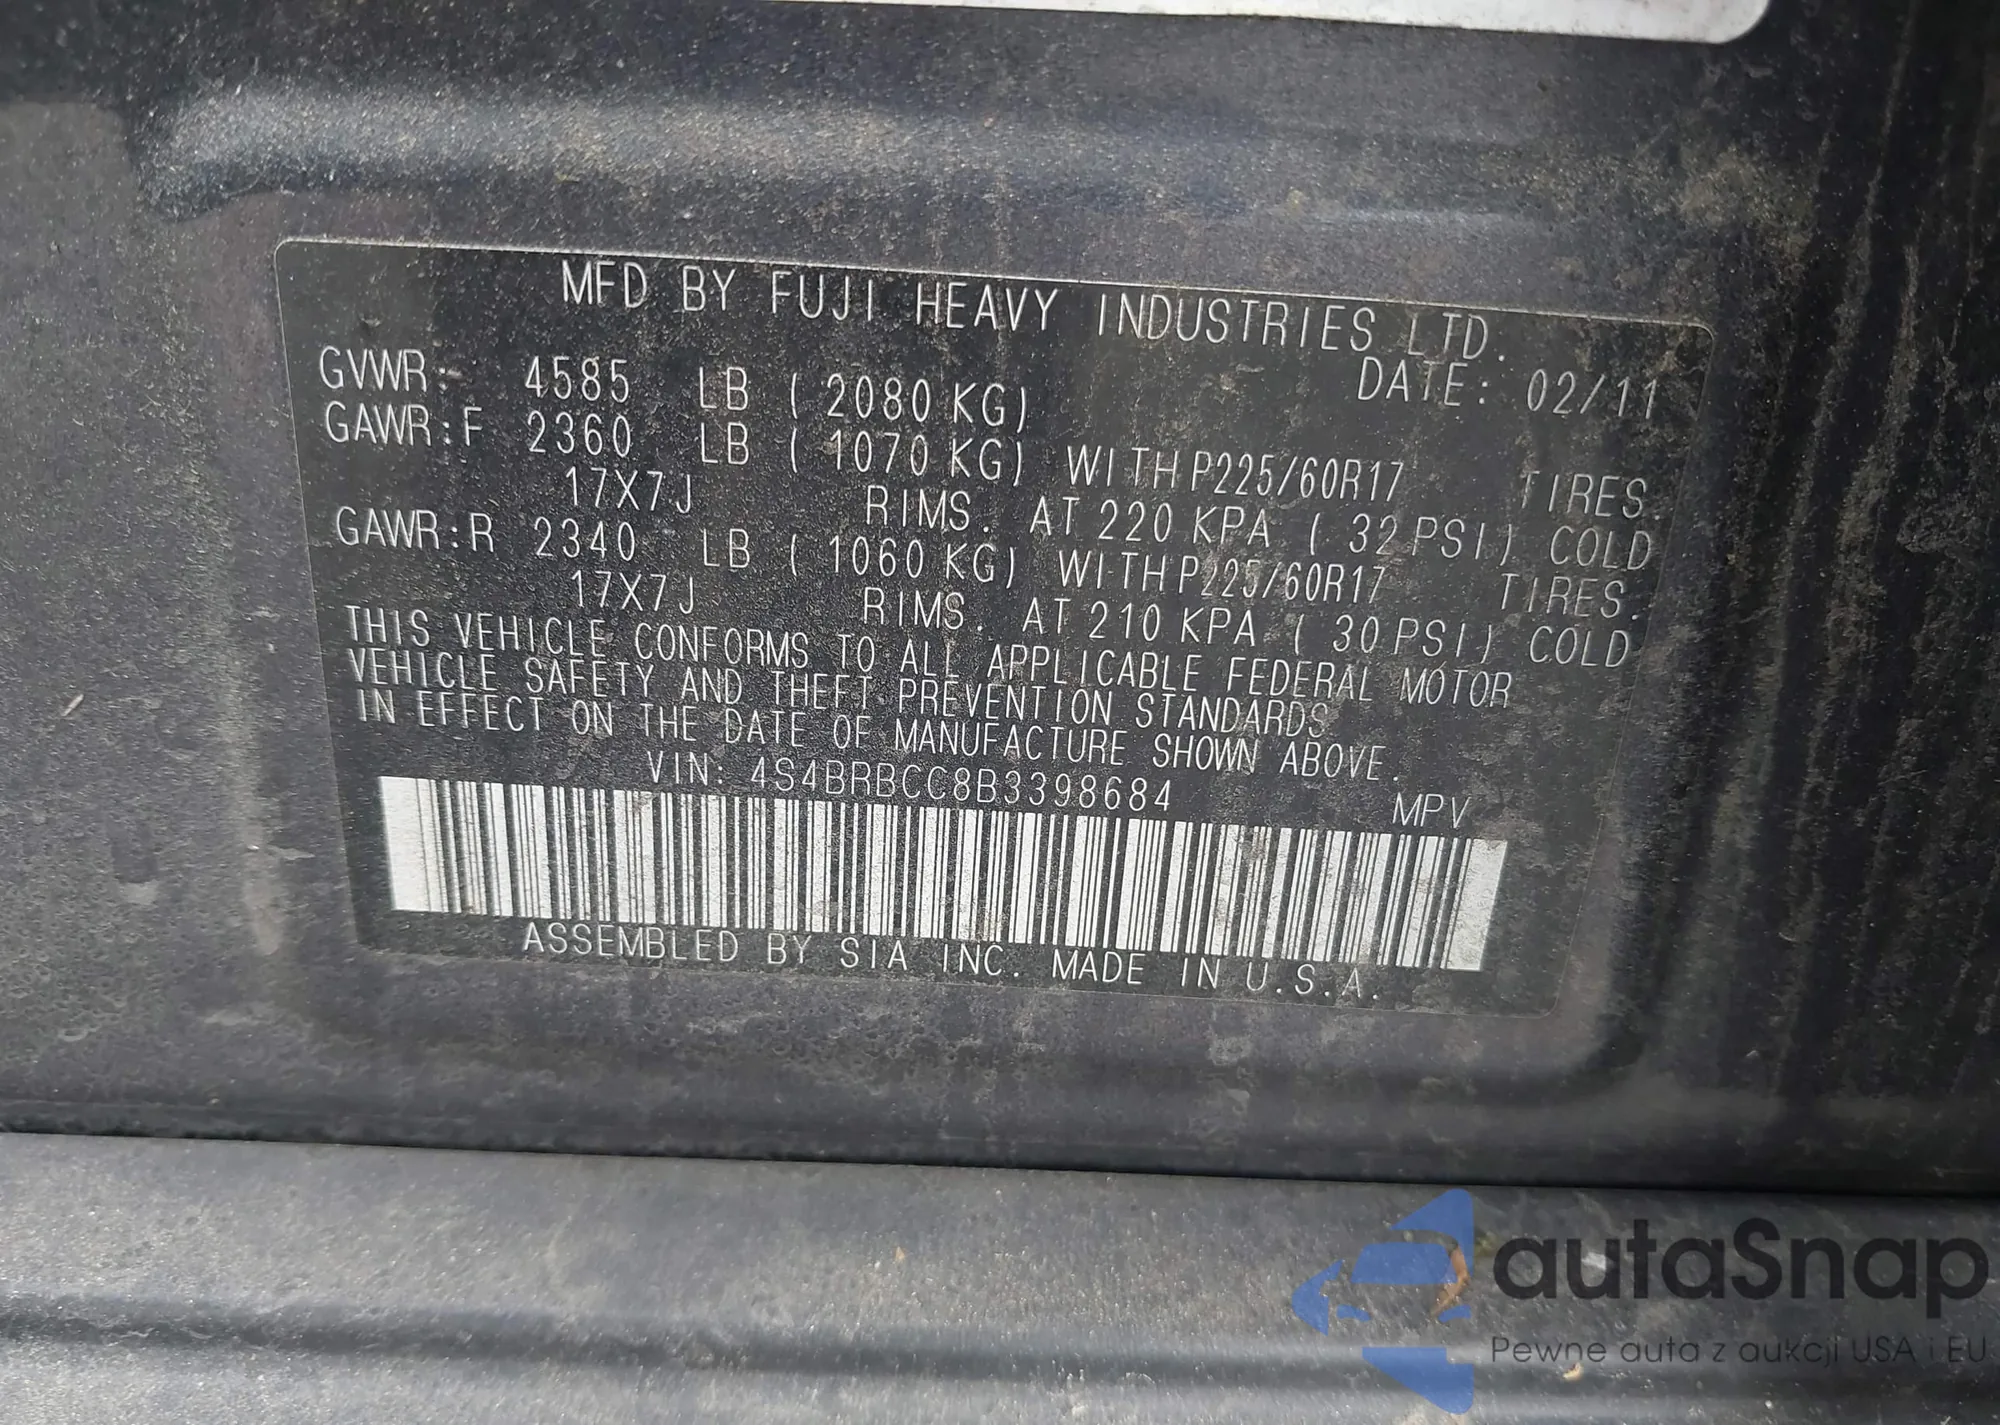 MFD BY FUJI HEAVY INDUSTRIES LTD.
DATE: 02/11
GVWR: 4585 LB ( 2080 KG)
GAWR:F 2360 LB ( 1070 KG) WITH P225/60R17 TIRES.
17X7J RIMS. AT 220 KPA ( 32 PSI) COLD
GAWR:R 2340 LB ( 1060 KG) WITH P225/60R17 TIRES.
17X7J RIMS. AT 210 KPA ( 30 PSI) COLD
THIS VEHICLE CONFORMS TO ALL APPLICABLE FEDERAL MOTOR
VEHICLE SAFETY AND THEFT PREVENTION STANDARDS
IN EFFECT ON THE DATE OF MANUFACTURE SHOWN ABOVE.
VIN: 4S4BRBCC8B3398684 MPV
ASSEMBLED BY SIA INC. MADE IN U.S.A.
autaSnap
Pewne auta z aukcji USA i EU